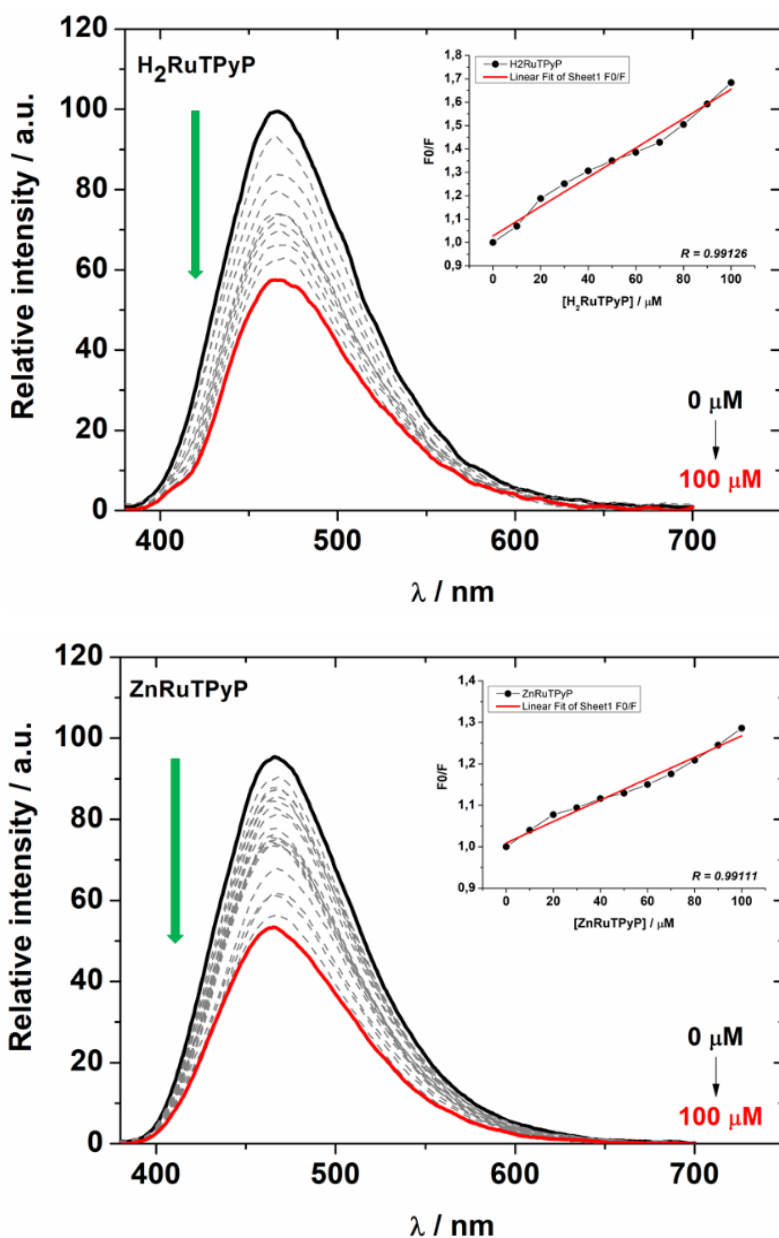 120
100
80
60
40
20
0
Relative intensity / a.u.
H₂RuTPyP
1,8
1,7
1,6
1,5
1,4
1,3
1,2
1,1
1,0
0,9
F0/F
H2RuTPyP
Linear Fit of Sheet1 F0/F
R = 0.99126
0 20 40 60 80 100
[H₂RuTPyP] / μM
0 μM
100 μM
400 500 600 700
λ / nm
120
100
80
60
40
20
0
Relative intensity / a.u.
ZnRuTPyP
1,4
1,3
1,2
1,1
1,0
0,9
F0/F
ZnRuTPyP
Linear Fit of Sheet1 F0/F
R = 0.99111
0 20 40 60 80 100
[ZnRuTPyP] / μM
0 μM
100 μM
400 500 600 700
λ / nm